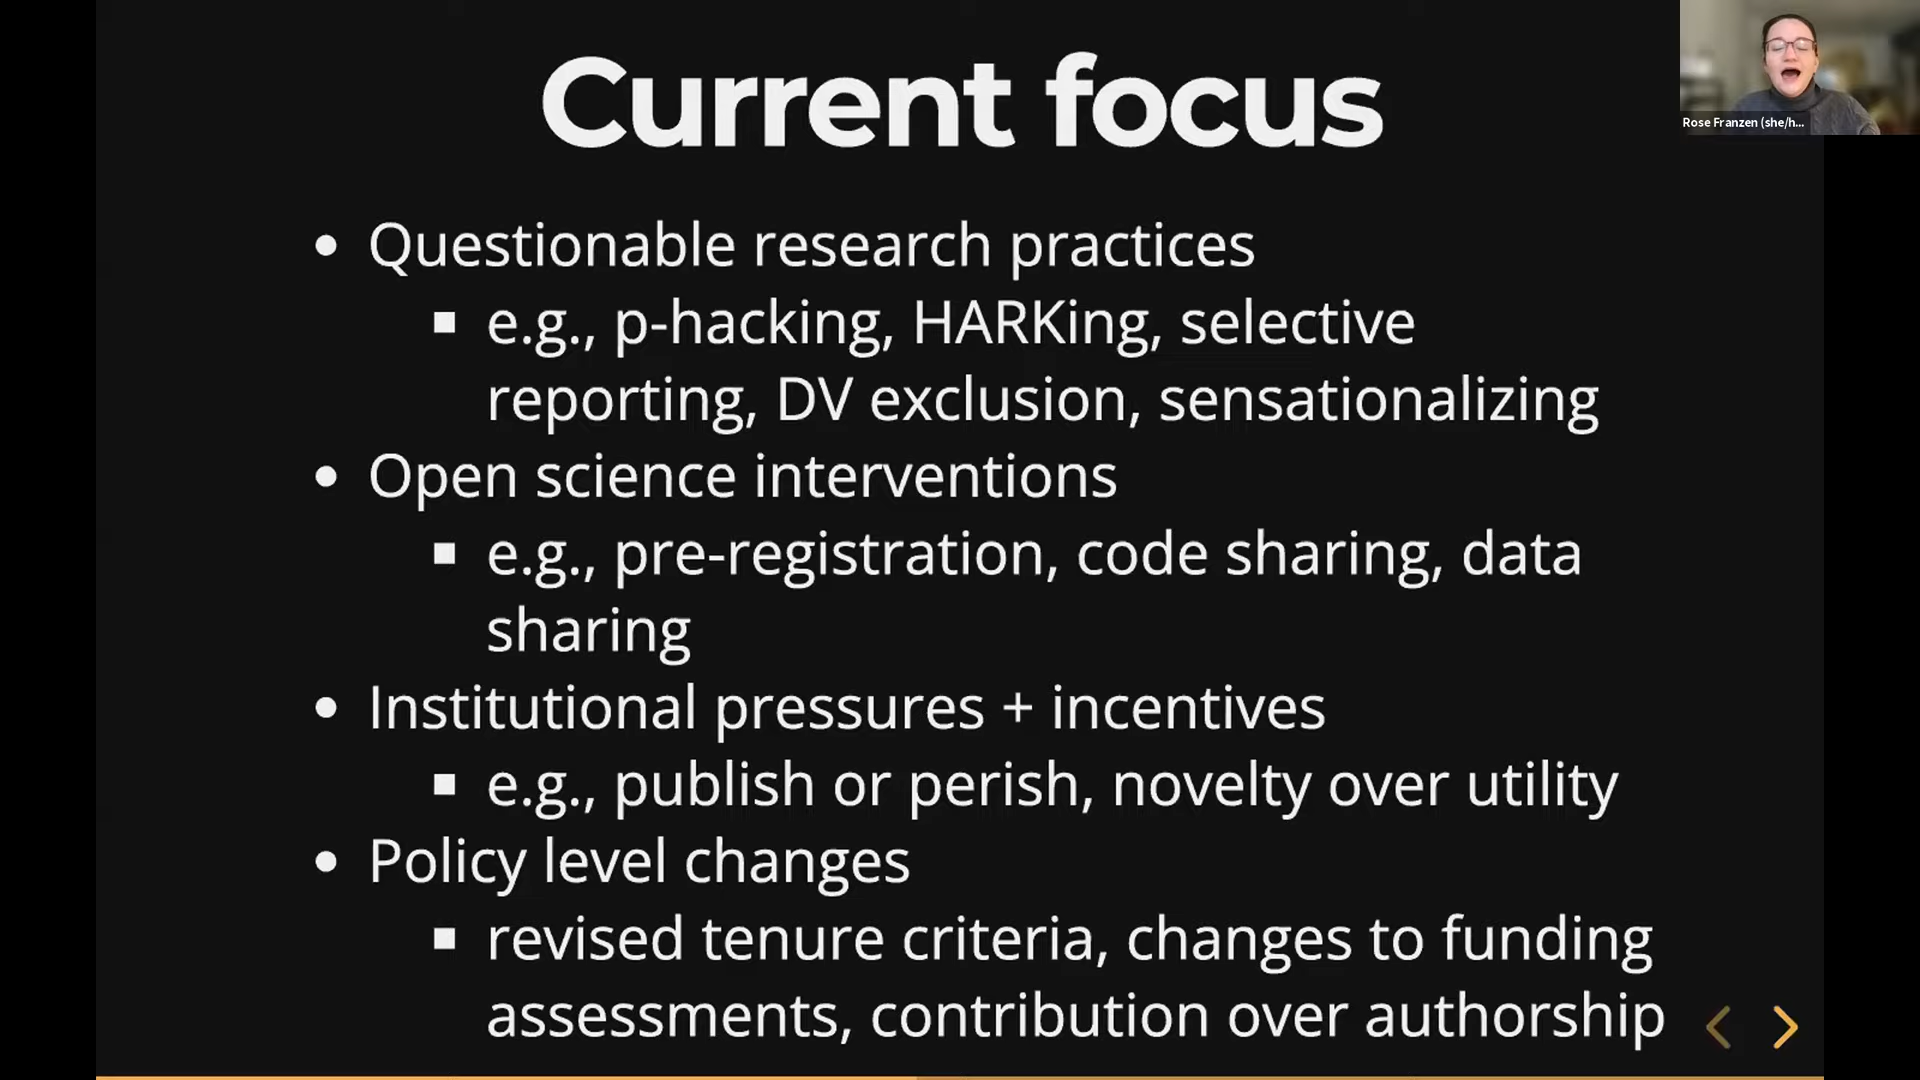 Current focus
Rose Franzen (she/h...
• Questionable research practices
▪ e.g., p-hacking, HARKing, selective
reporting, DV exclusion, sensationalizing
• Open science interventions
▪ e.g., pre-registration, code sharing, data
sharing
• Institutional pressures + incentives
▪ e.g., publish or perish, novelty over utility
• Policy level changes
▪ revised tenure criteria, changes to funding
assessments, contribution over authorship